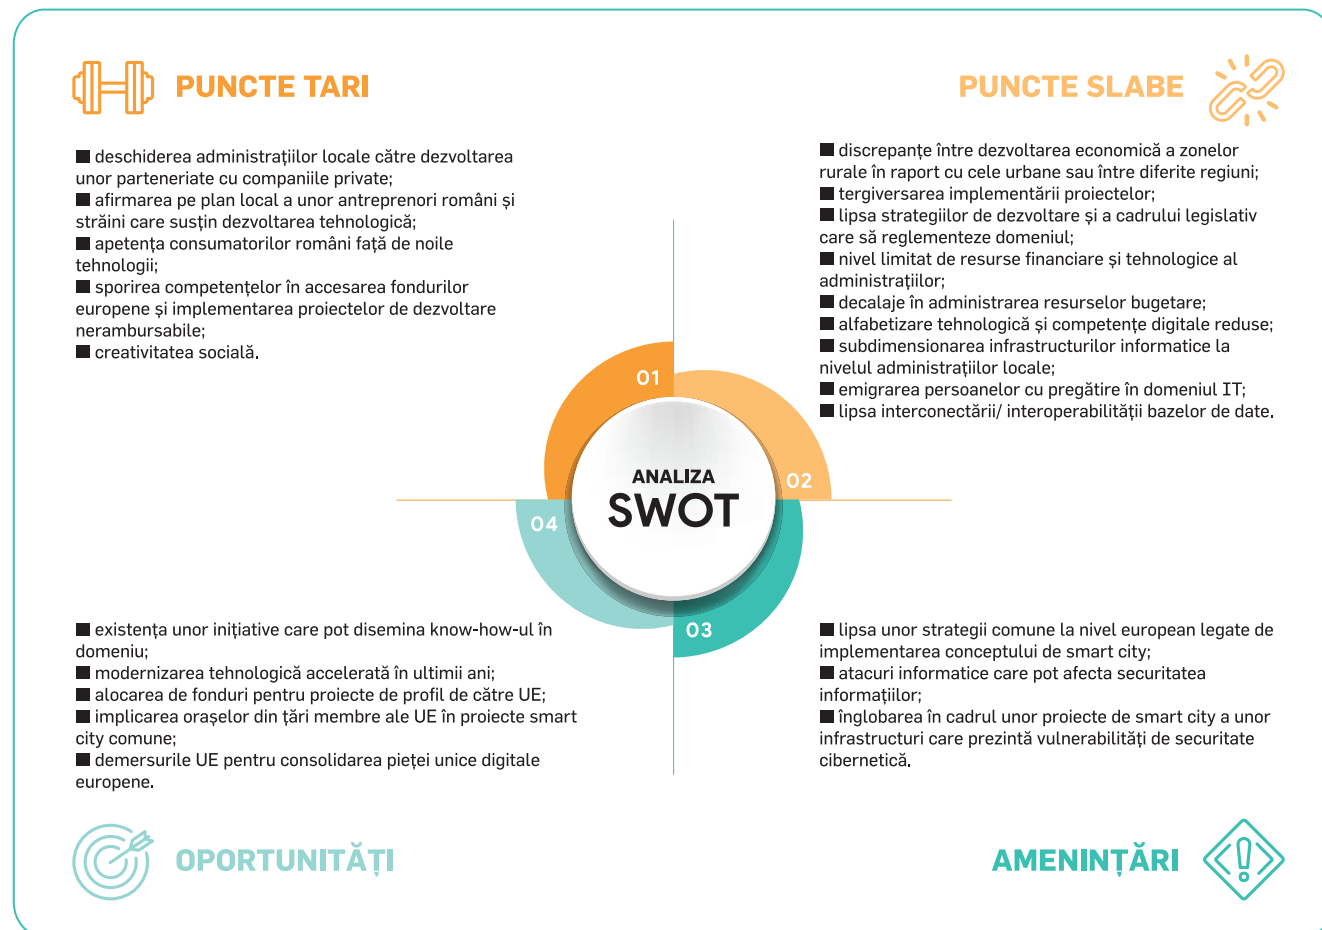 PUNCTE TARI
■ deschiderea administrațiilor locale către dezvoltarea
unor parteneriate cu companiile private;
■ afirmarea pe plan local a unor antreprenori români și
străini care susțin dezvoltarea tehnologică;
■ apetența consumatorilor români față de noile
tehnologii;
■ sporirea competențelor în accesarea fondurilor
europene și implementarea proiectelor de dezvoltare
nerambursabile;
■ creativitatea socială.
PUNCTE SLABE
■ discrepanțe între dezvoltarea economică a zonelor
rurale în raport cu cele urbane sau între diferite regiuni;
■ tergiversarea implementării proiectelor;
■ lipsa strategiilor de dezvoltare și a cadrului legislativ
care să reglementeze domeniul;
■ nivel limitat de resurse financiare și tehnologice al
administrațiilor;
■ decalaje în administrarea resurselor bugetare;
■ alfabetizare tehnologică și competențe digitale reduse;
■ subdimensionarea infrastructurilor informatice la
nivelul administrațiilor locale;
■ emigrarea persoanelor cu pregătire în domeniul IT;
■ lipsa interconectării/ interoperabilității bazelor de date.
01
02
ANALIZA
SWOT
04
03
■ existența unor inițiative care pot disemina know-how-ul în
domeniu;
■ modernizarea tehnologică accelerată în ultimii ani;
■ alocarea de fonduri pentru proiecte de profil de către UE;
■ implicarea orașelor din țări membre ale UE în proiecte smart
city comune;
■ demersurile UE pentru consolidarea pieței unice digitale
europene.
OPORTUNITĂȚI
■ lipsa unor strategii comune la nivel european legate de
implementarea conceptului de smart city;
■ atacuri informatice care pot afecta securitatea
informațiilor;
■ înglobarea în cadrul unor proiecte de smart city a unor
infrastructuri care prezintă vulnerabilități de securitate
cibernetică.
AMENINȚĂRI